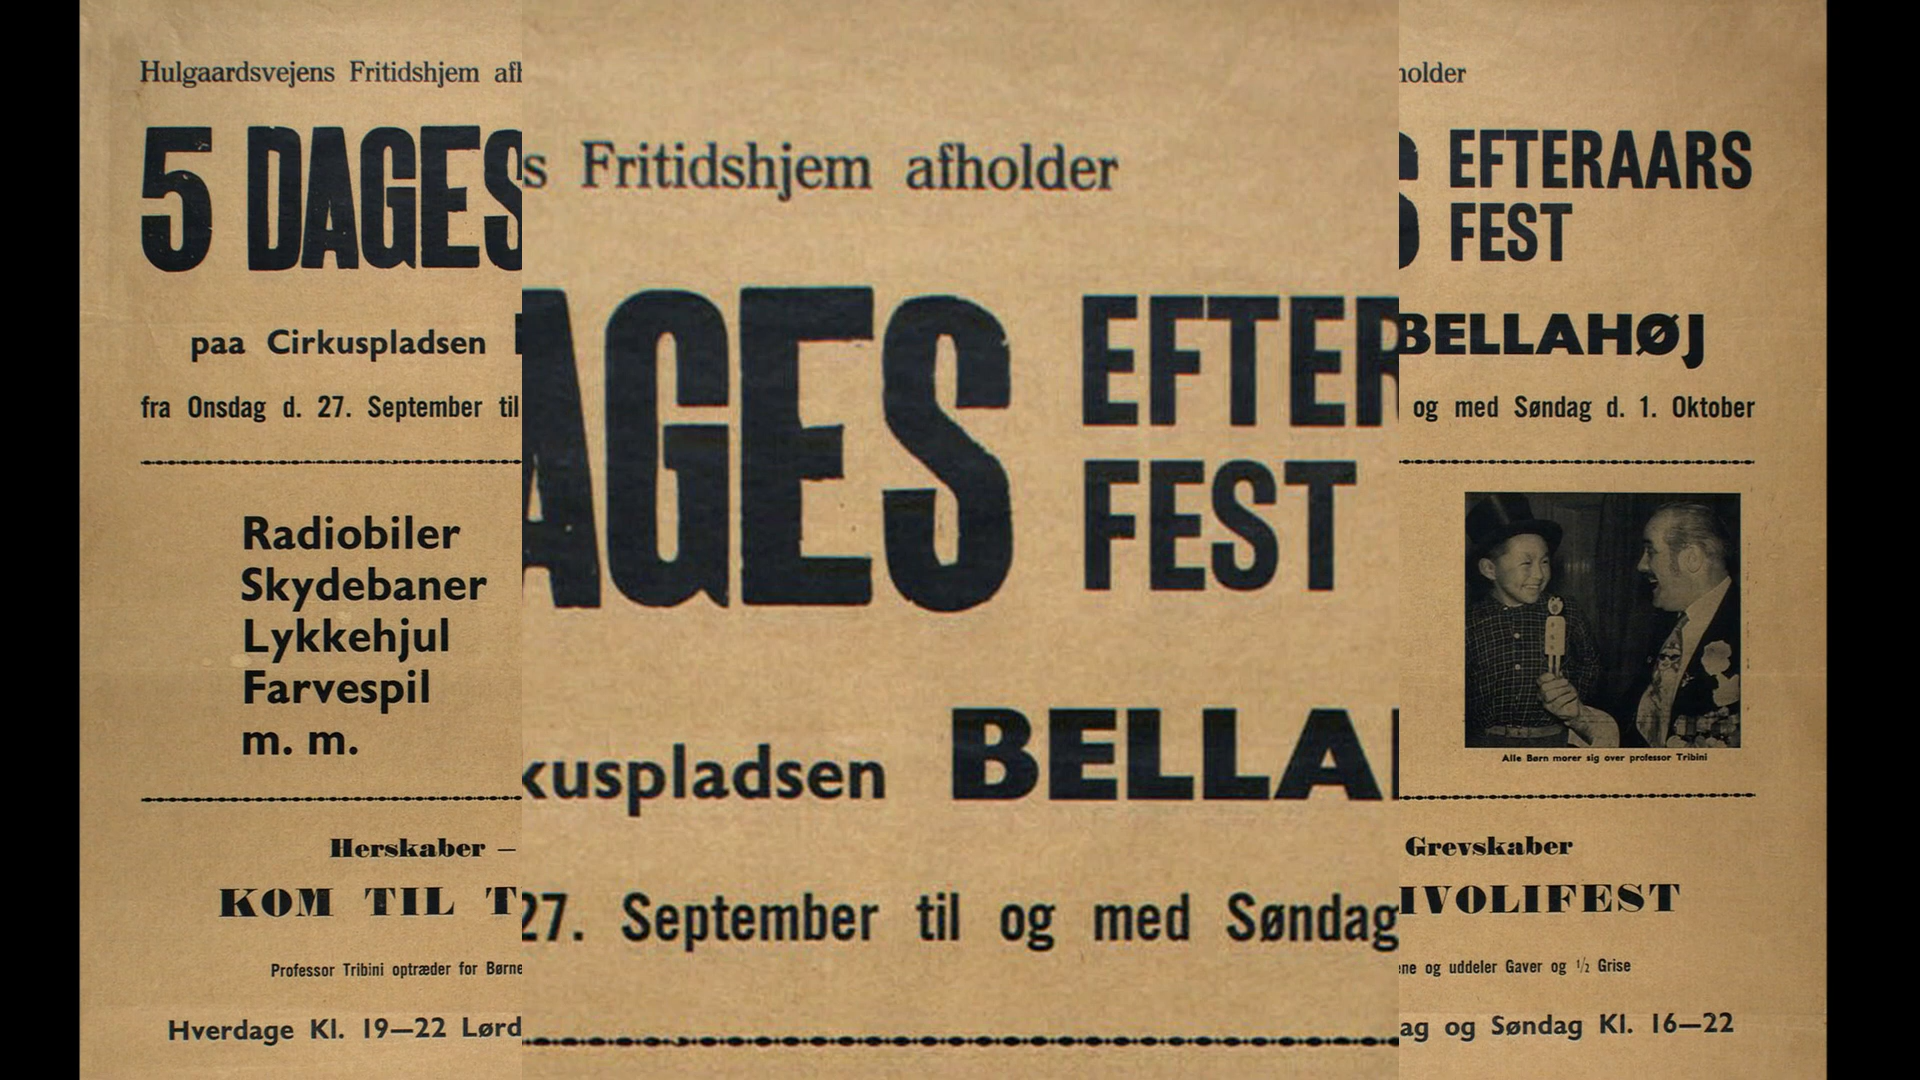 Hulgaardsvejens Fritidshjem afh
5 DAGES
paa Cirkuspladsen
fra Onsdag d. 27. September til
Radiobiler
Skydebaner
Lykkehjul
Farvespil
m. m.
Herskaber —
KOM TIL T
Professor Tribini optræder for Børne
Hverdage Kl. 19—22 Lørd
s Fritidshjem afholder
AGES EFTER
FEST
kuspladsen BELLA
27. September til og med Søndag
holder
S EFTERAARS
FEST
BELLAHØJ
og med Søndag d. 1. Oktober
Alle Børn morer sig over professor Tribini
Grevskaber
IVOLIFEST
ne og uddeler Gaver og 1/2 Grise
ag og Søndag Kl. 16—22